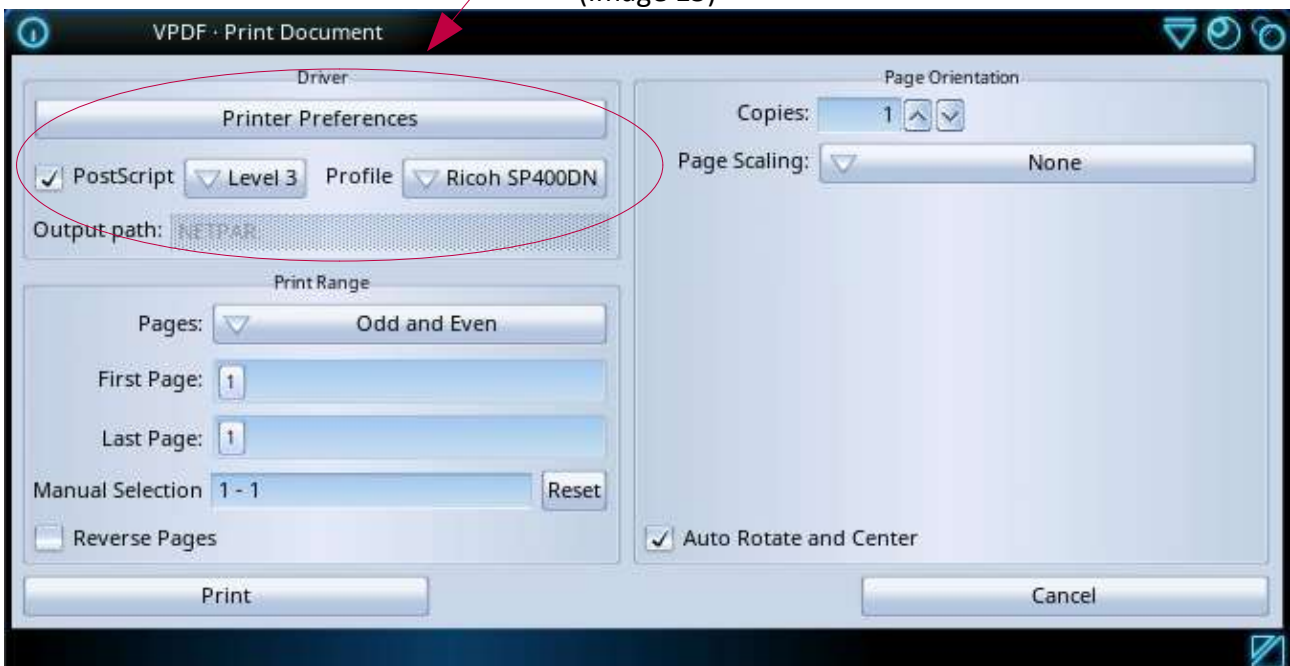 VPDF · Print Document
Driver
Printer Preferences
PostScript Level 3 Profile Ricoh SP400DN
Output path: NETPAR:
Print Range
Pages: Odd and Even
First Page: 1
Last Page: 1
Manual Selection 1 - 1 Reset
Reverse Pages
Print
Page Orientation
Copies: 1
Page Scaling: None
Auto Rotate and Center
Cancel